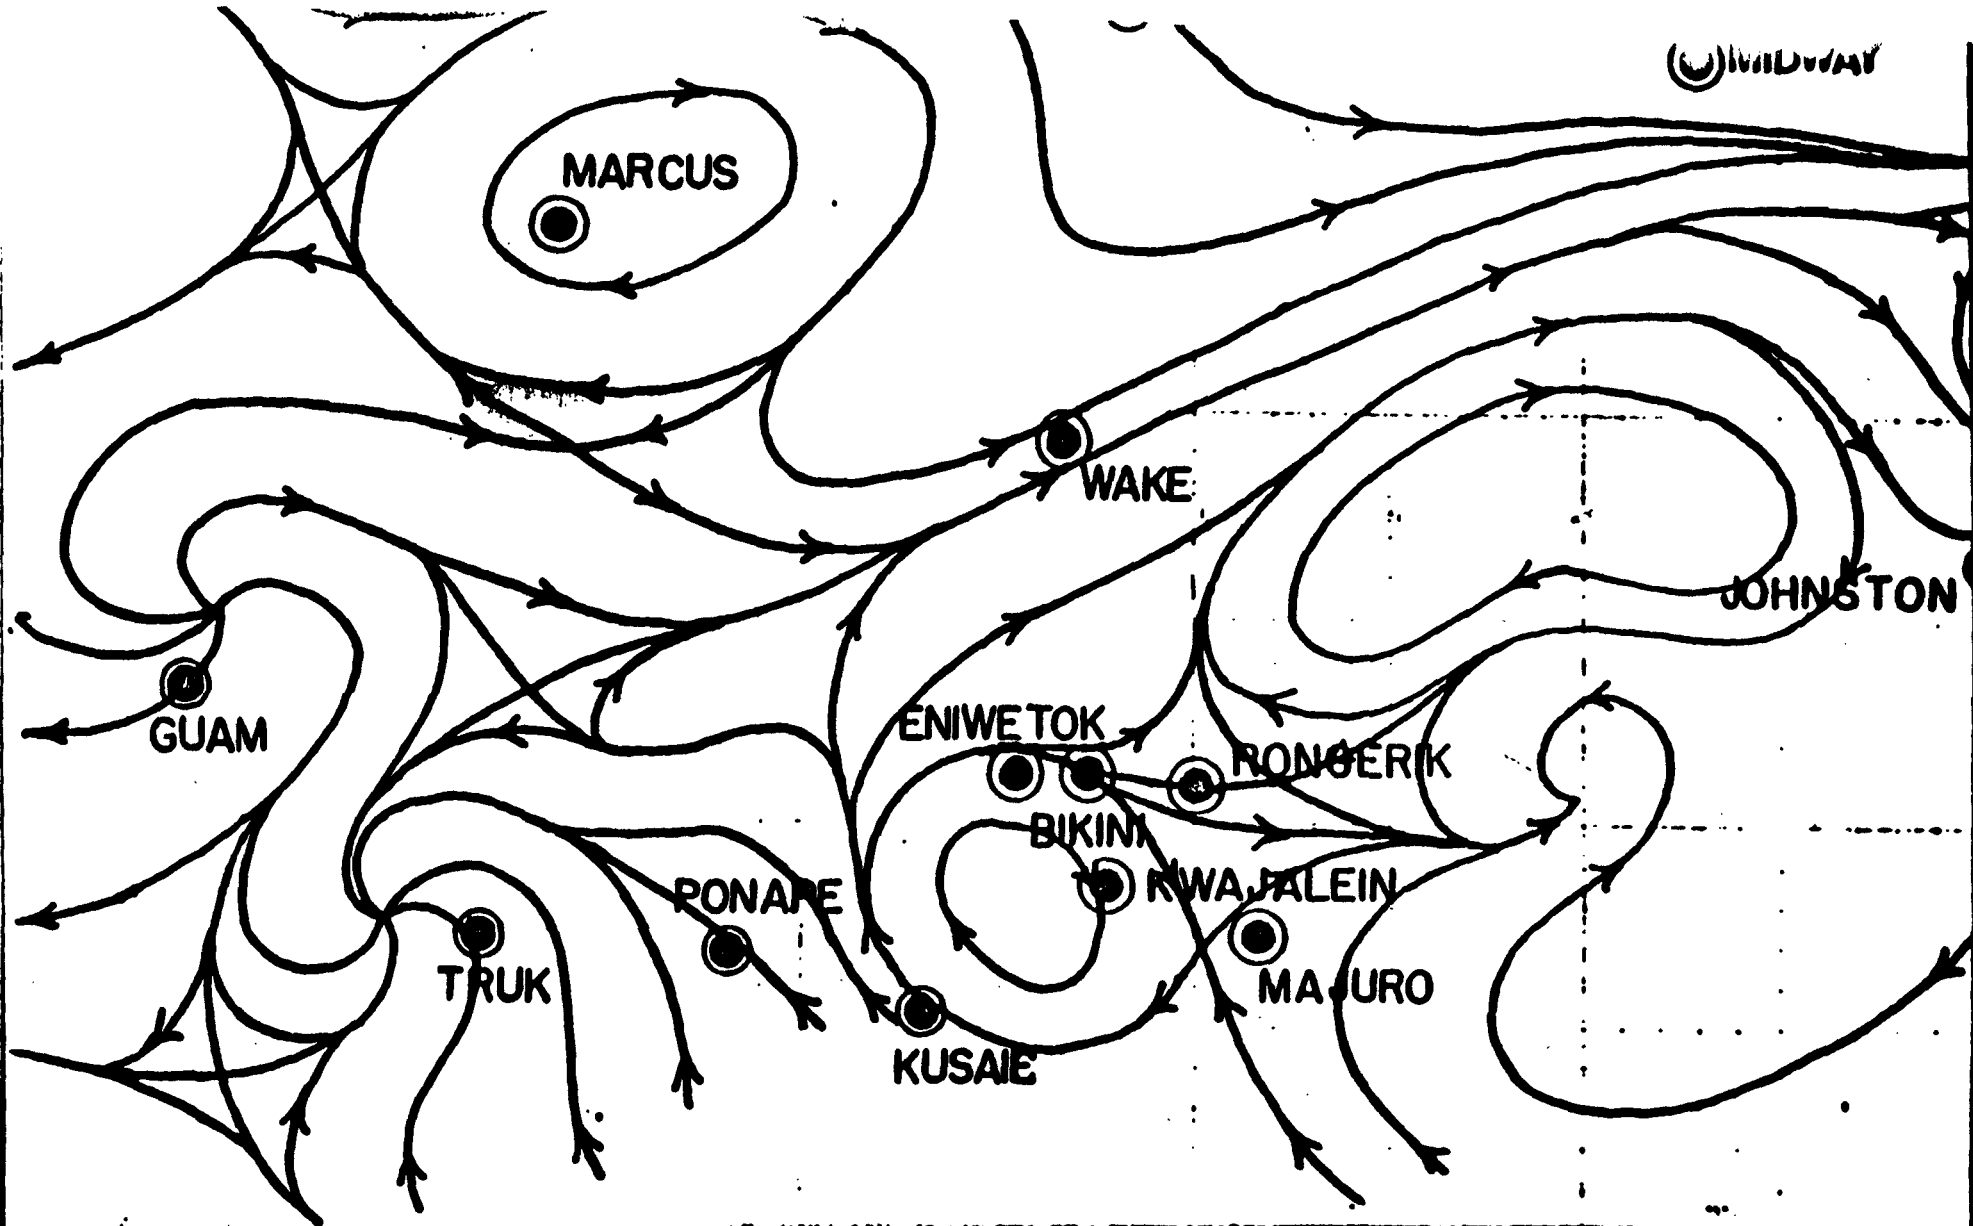 MIDWAY
MARCUS
WAKE
JOHNSTON
GUAM
ENIWETOK
RONGERIK
BIKINI
PONAPE
KWAJALEIN
TRUK
MAJURO
KUSAIE